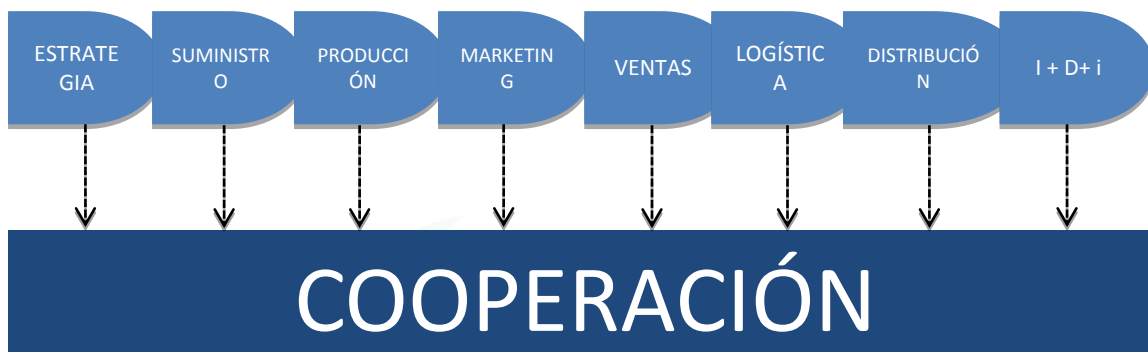 ESTRATE
GIA
SUMINISTR
O
PRODUCCI
ÓN
MARKETIN
G
VENTAS
LOGÍSTIC
A
DISTRIBUCIÓ
N
I + D+ i
COOPERACIÓN